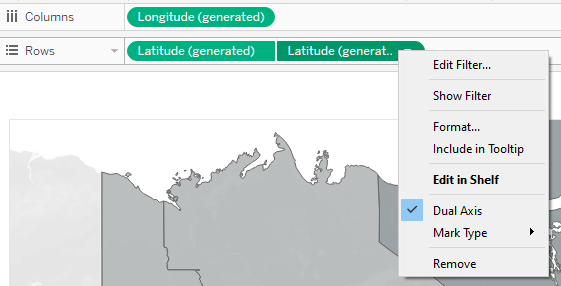 Columns
Longitude (generated)
Rows
Latitude (generated)
Latitude (generat..
Edit Filter...
Show Filter
Format...
Include in Tooltip
Edit in Shelf
Dual Axis
Mark Type
Remove